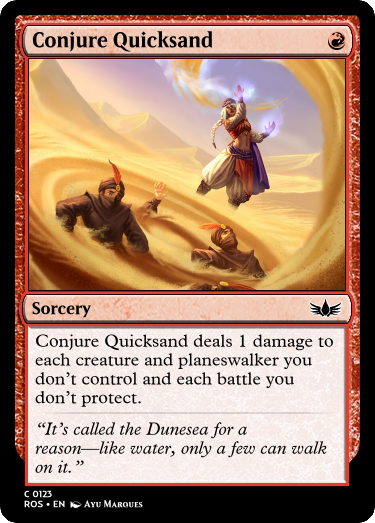 Conjure Quicksand
Sorcery
Conjure Quicksand deals 1 damage to
each creature and planeswalker you
don't control and each battle you
don't protect.
“It's called the Dunesea for a
reason—like water, only a few can walk
on it.”
C 0123
ROS • EN Ayu Marques